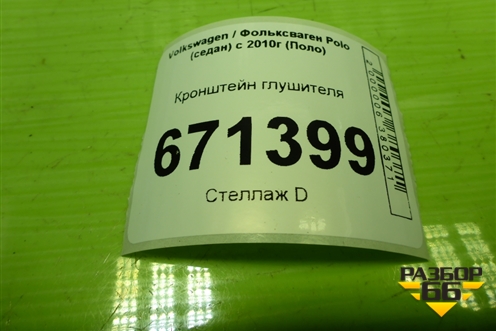 Volkswagen / Фольксваген Polo
(седан) с 2010г (Поло)
Кронштейн глушителя
671399
Стеллаж D
РАЗБОР
66